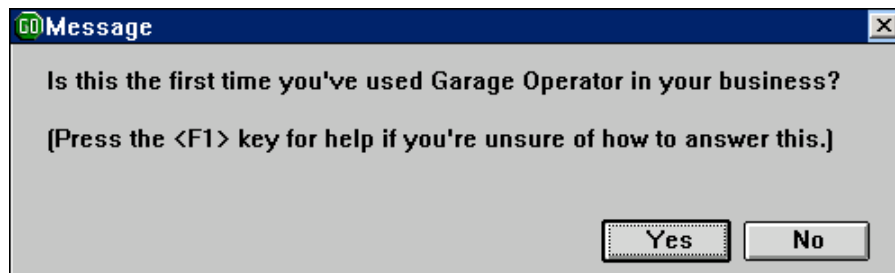 GO Message
Is this the first time you've used Garage Operator in your business?
(Press the <F1> key for help if you're unsure of how to answer this.)
Yes No